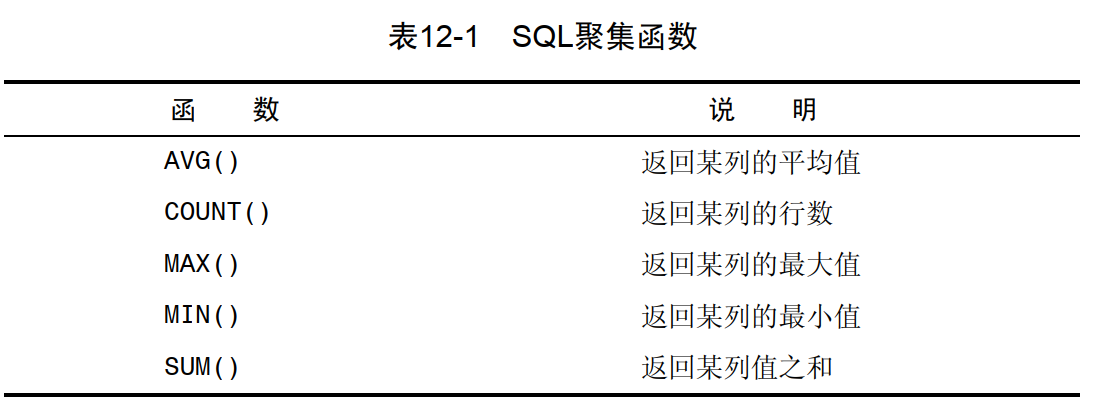 表12-1 SQL聚集函数
函 数 说 明
AVG() 返回某列的平均值
COUNT() 返回某列的行数
MAX() 返回某列的最大值
MIN() 返回某列的最小值
SUM() 返回某列值之和